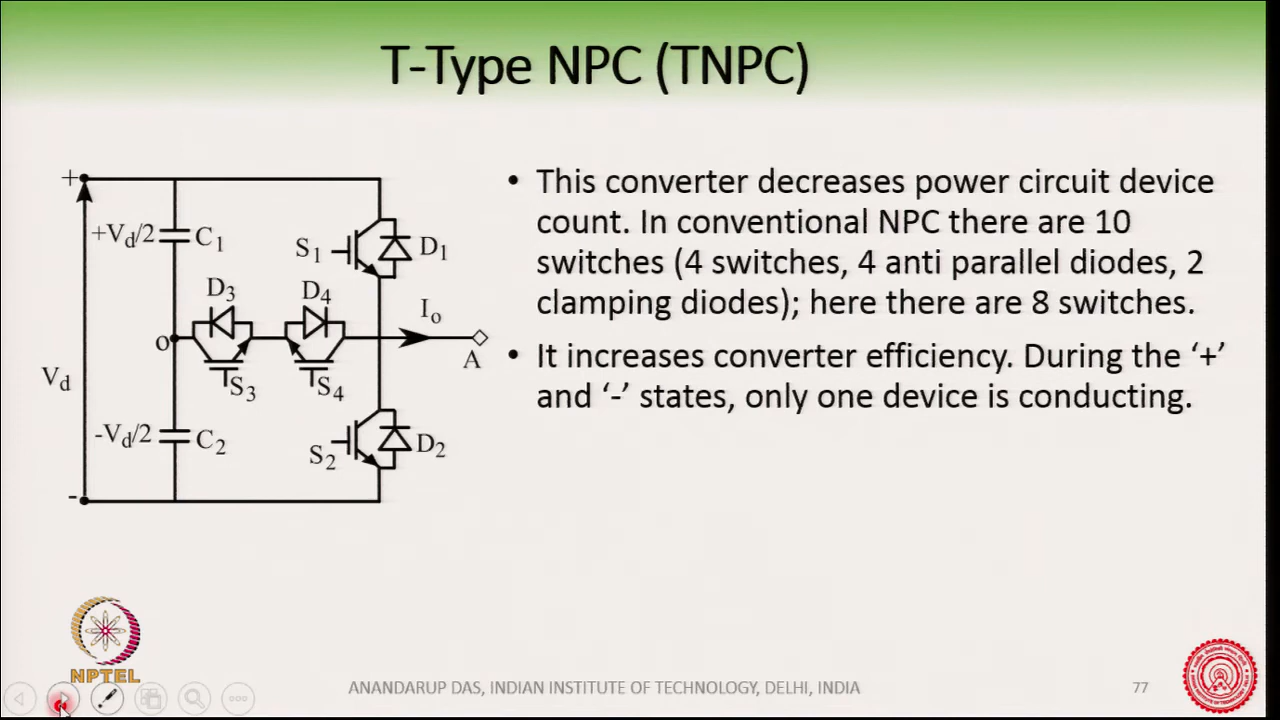 T-Type NPC (TNPC)
+
+Vd/2
C1
S1
D1
D3
D4
Io
o
A
Vd
S3
S4
-Vd/2
C2
S2
D2
-
• This converter decreases power circuit device
count. In conventional NPC there are 10
switches (4 switches, 4 anti parallel diodes, 2
clamping diodes); here there are 8 switches.
• It increases converter efficiency. During the ‘+’
and ‘-’ states, only one device is conducting.
NPTEL
ANANDARUP DAS, INDIAN INSTITUTE OF TECHNOLOGY, DELHI, INDIA
77